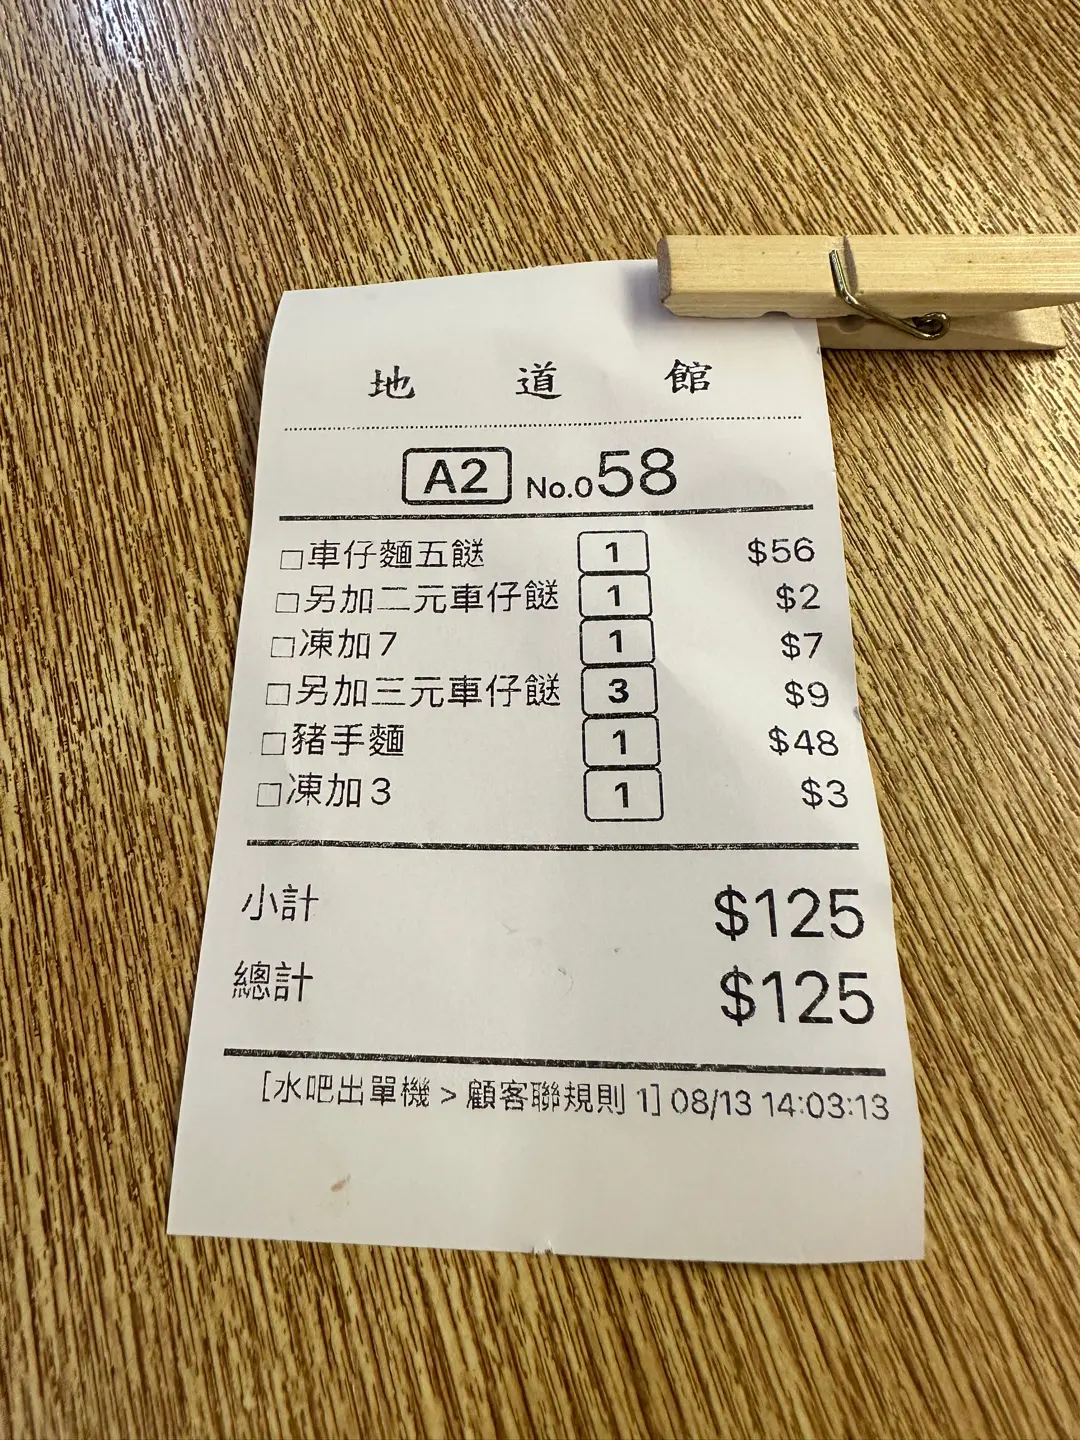 地道館
A2 No.058
□車仔麵五餸 1 $56
□另加二元車仔餸 1 $2
□凍加7 1 $7
□另加三元車仔餸 3 $9
□豬手麵 1 $48
□凍加3 1 $3
小計 $125
總計 $125
[水吧出單機 > 顧客聯規則 1] 08/13 14:03:13